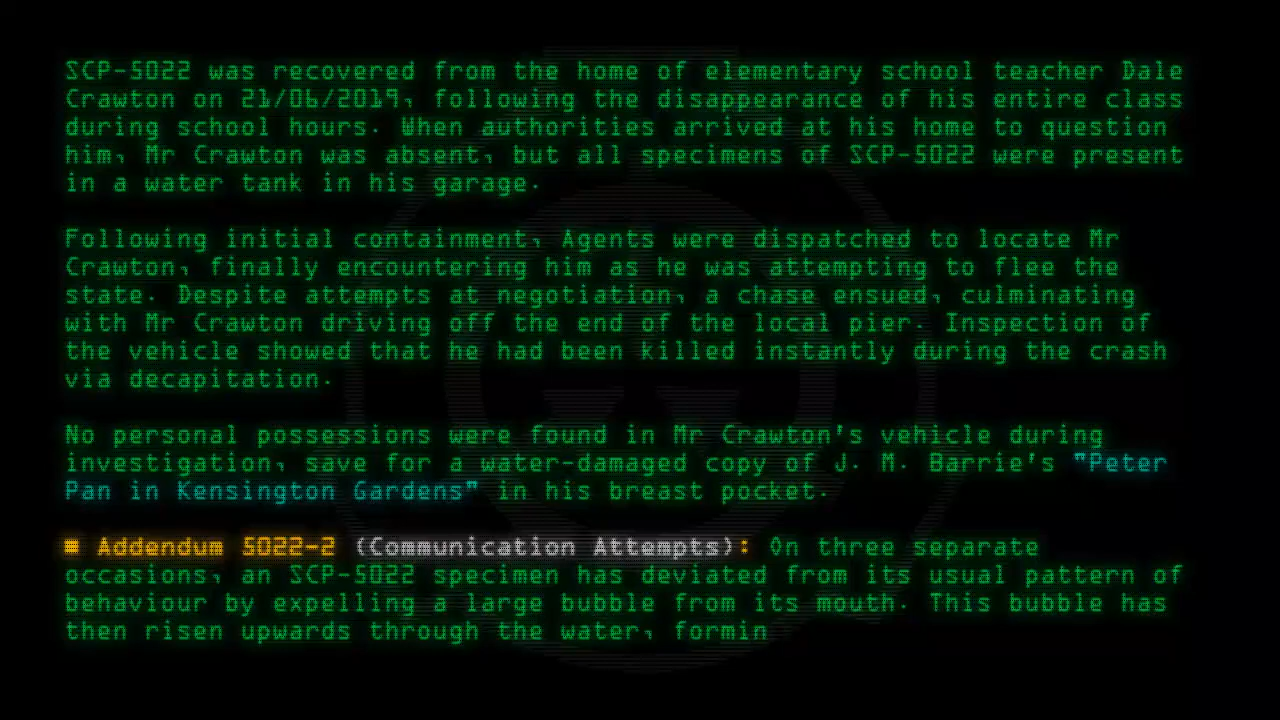 SCP-5022 was recovered from the home of elementary school teacher Dale
Crawton on 21/06/2019, following the disappearance of his entire class
during school hours. When authorities arrived at his home to question
him, Mr Crawton was absent, but all specimens of SCP-5022 were present
in a water tank in his garage.
Following initial containment, Agents were dispatched to locate Mr
Crawton, finally encountering him as he was attempting to flee the
state. Despite attempts at negotiation, a chase ensued, culminating
with Mr Crawton driving off the end of the local pier. Inspection of
the vehicle showed that he had been killed instantly during the crash
via decapitation.
No personal possessions were found in Mr Crawton's vehicle during
investigation, save for a water-damaged copy of J. M. Barrie's "Peter
Pan in Kensington Gardens" in his breast pocket.
■ Addendum 5022-2 (Communication Attempts): On three separate
occasions, an SCP-5022 specimen has deviated from its usual pattern of
behaviour by expelling a large bubble from its mouth. This bubble has
then risen upwards through the water, formin